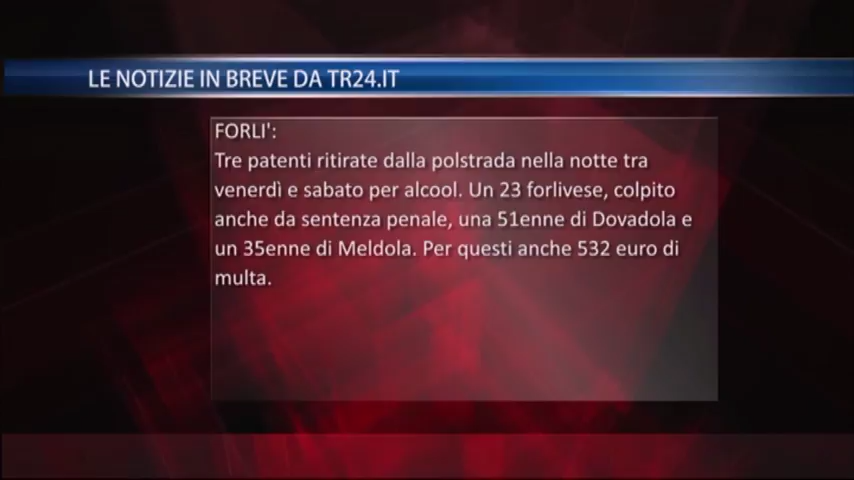 LE NOTIZIE IN BREVE DA TR24.IT
FORLI':
Tre patenti ritirate dalla polstrada nella notte tra
venerdì e sabato per alcool. Un 23 forlivese, colpito
anche da sentenza penale, una 51enne di Dovadola e
un 35enne di Meldola. Per questi anche 532 euro di
multa.